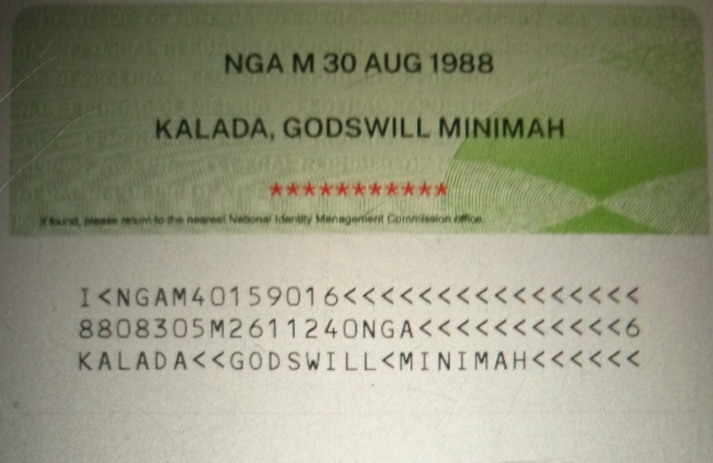 NGA M 30 AUG 1988
KALADA, GODSWILL MINIMAH
***********
If found, please return to the nearest National Identity Management Commission office.
I<NGAM40159016<<<<<<<<<<<<<<<<
8808305M2611240NGA<<<<<<<<<<<6
KALADA<<GODSWILL<MINIMAH<<<<<<